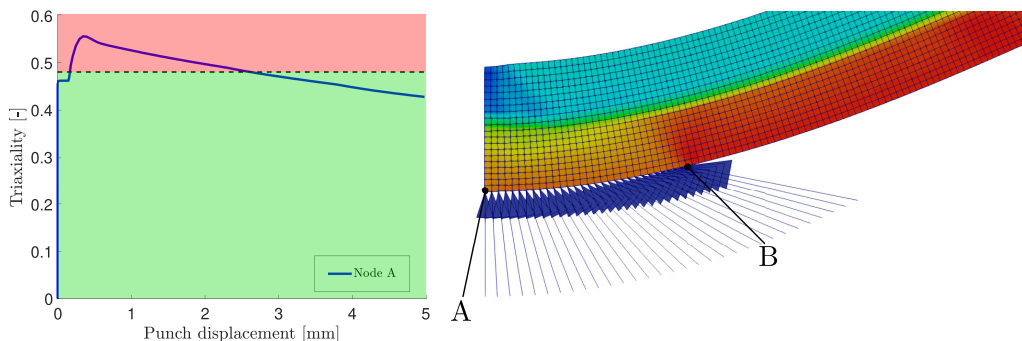 0.6
0.5
0.4
0.3
0.2
0.1
0
Triaxiality [-]
Node A
0 1 2 3 4 5
Punch displacement [mm]
A
B